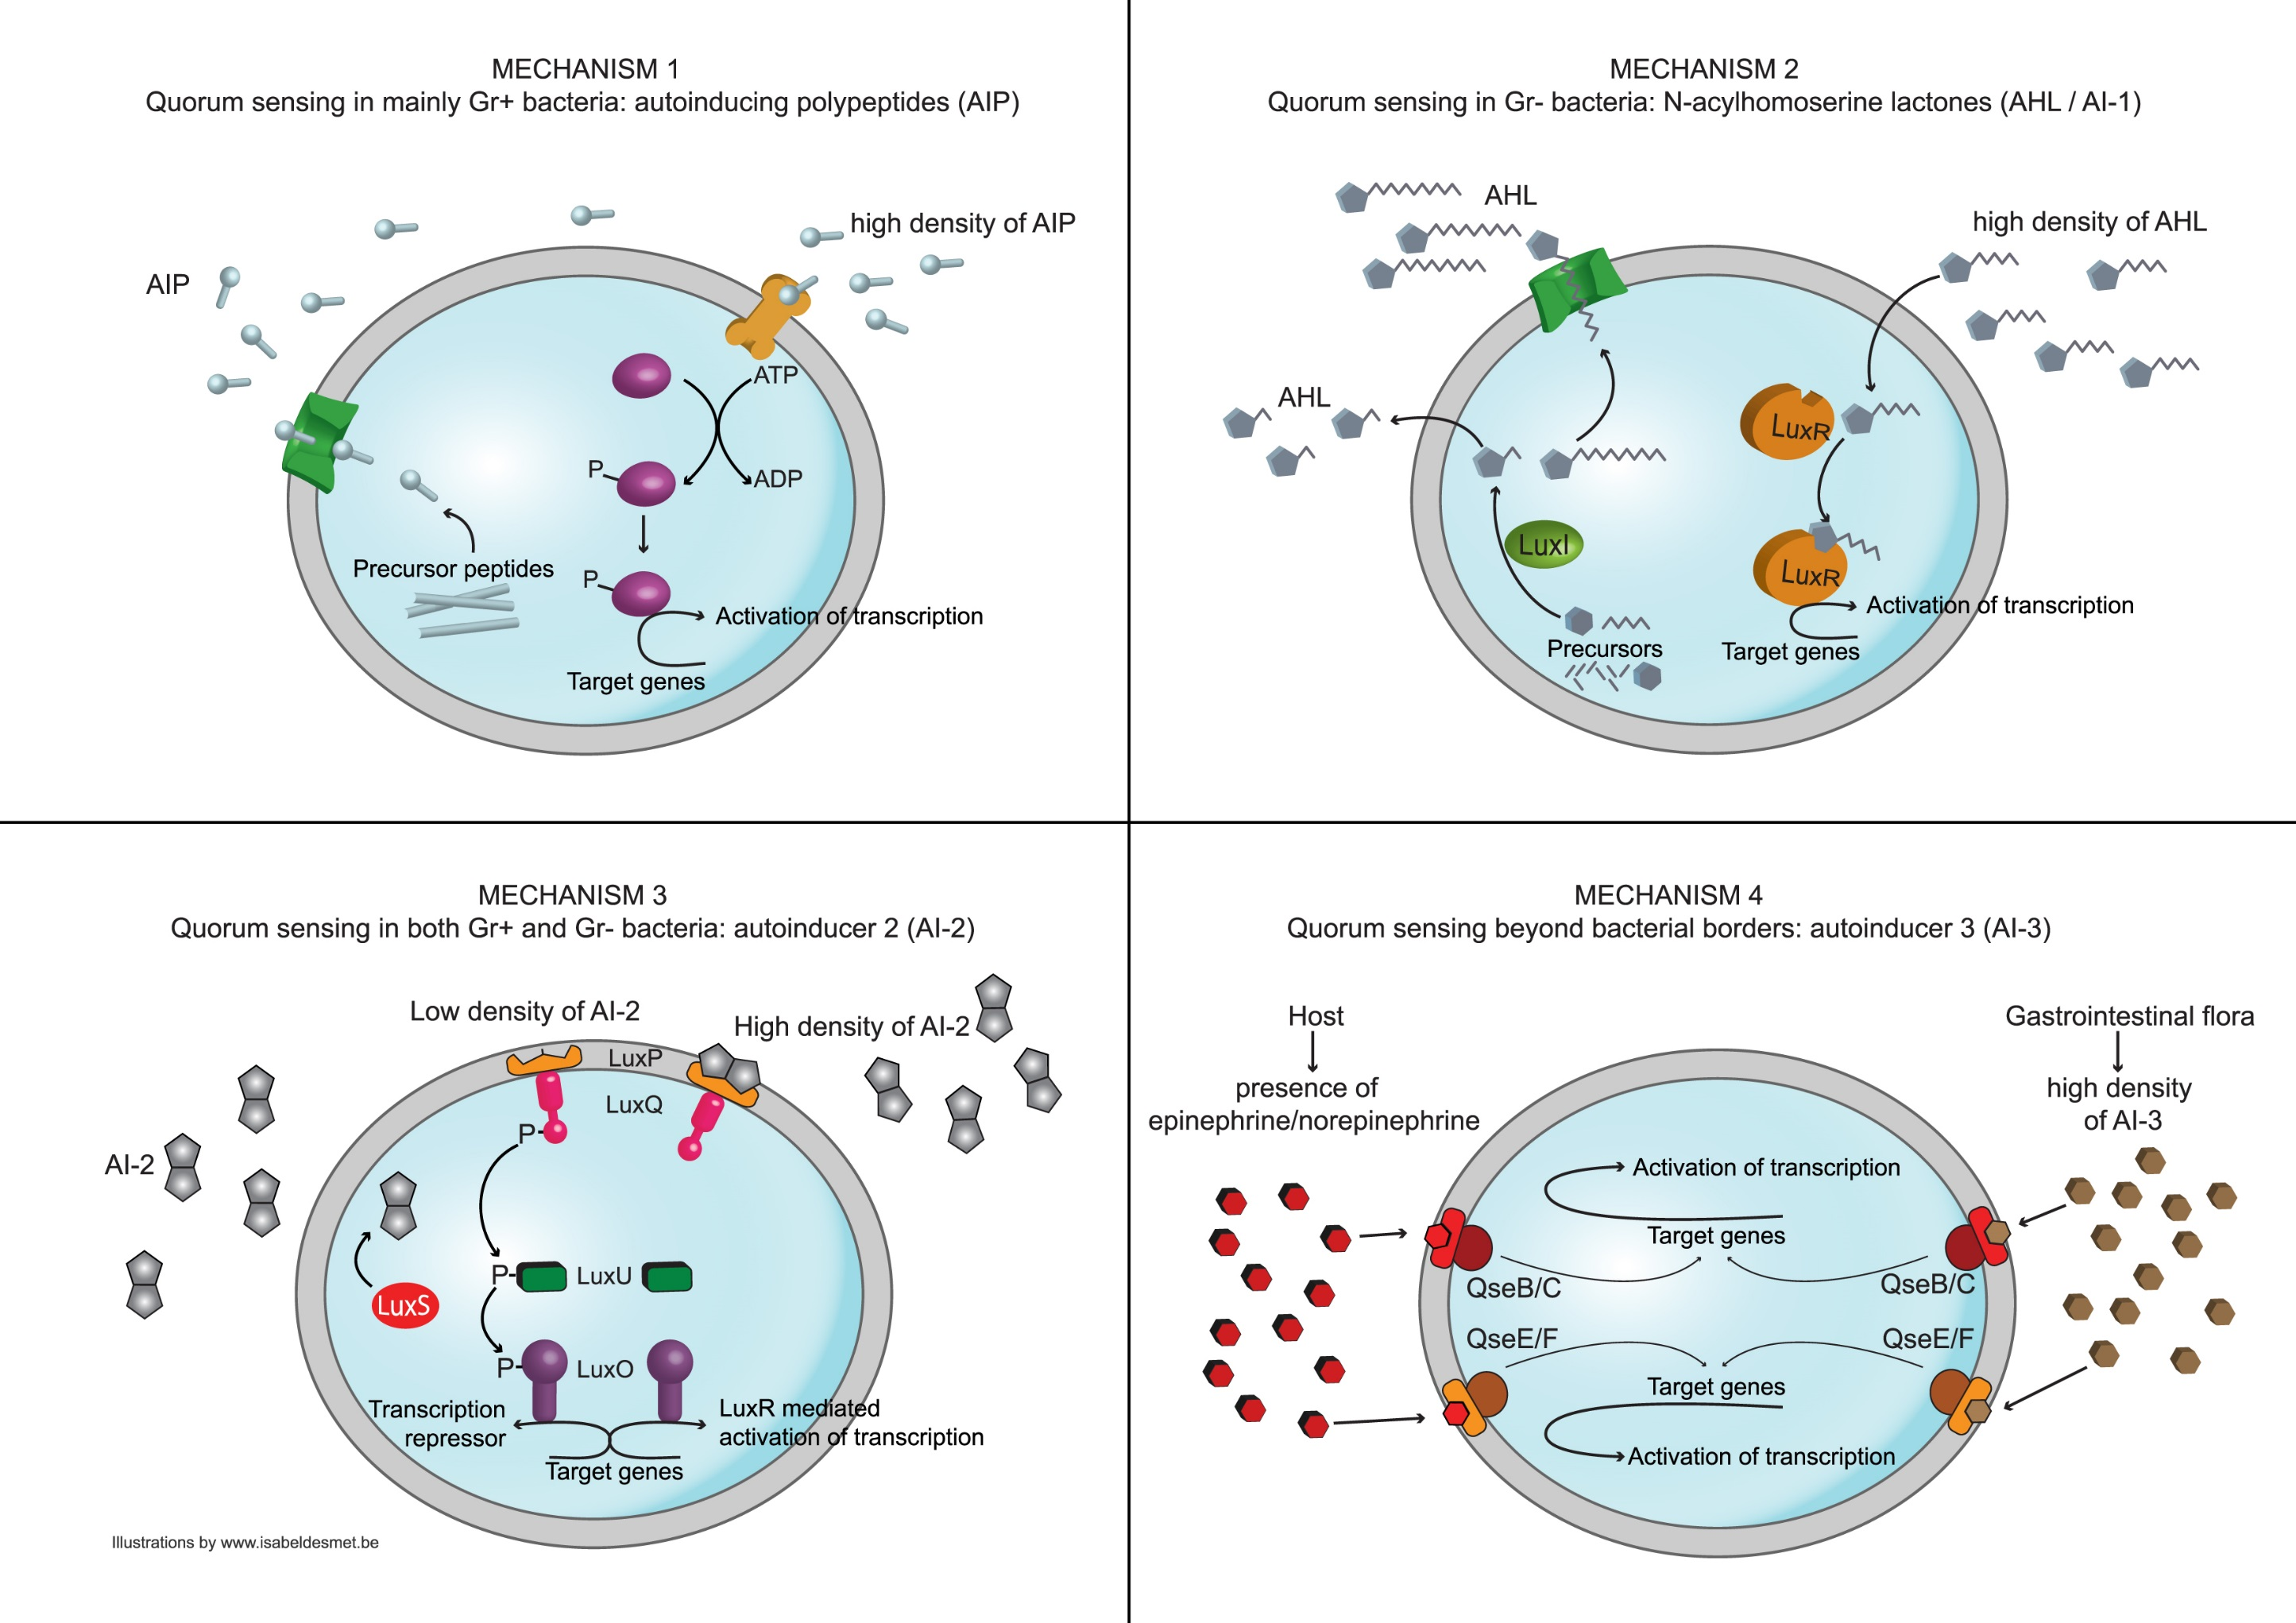 MECHANISM 1
Quorum sensing in mainly Gr+ bacteria: autoinducing polypeptides (AIP)
high density of AIP
AIP
ATP
P
ADP
Precursor peptides
P
Activation of transcription
Target genes
MECHANISM 2
Quorum sensing in Gr- bacteria: N-acylhomoserine lactones (AHL / AI-1)
AHL
high density of AHL
AHL
LuxR
LuxI
LuxR
Precursors
Activation of transcription
Target genes
MECHANISM 3
Quorum sensing in both Gr+ and Gr- bacteria: autoinducer 2 (AI-2)
Low density of AI-2
High density of AI-2
LuxP
LuxQ
P
AI-2
P
LuxU
LuxS
P
LuxO
Transcription
repressor
LuxR mediated
activation of transcription
Target genes
Illustrations by www.isabeldesmet.be
MECHANISM 4
Quorum sensing beyond bacterial borders: autoinducer 3 (AI-3)
Host
presence of
epinephrine/norepinephrine
Gastrointestinal flora
high density
of AI-3
Activation of transcription
Target genes
QseB/C
QseB/C
QseE/F
QseE/F
Target genes
Activation of transcription